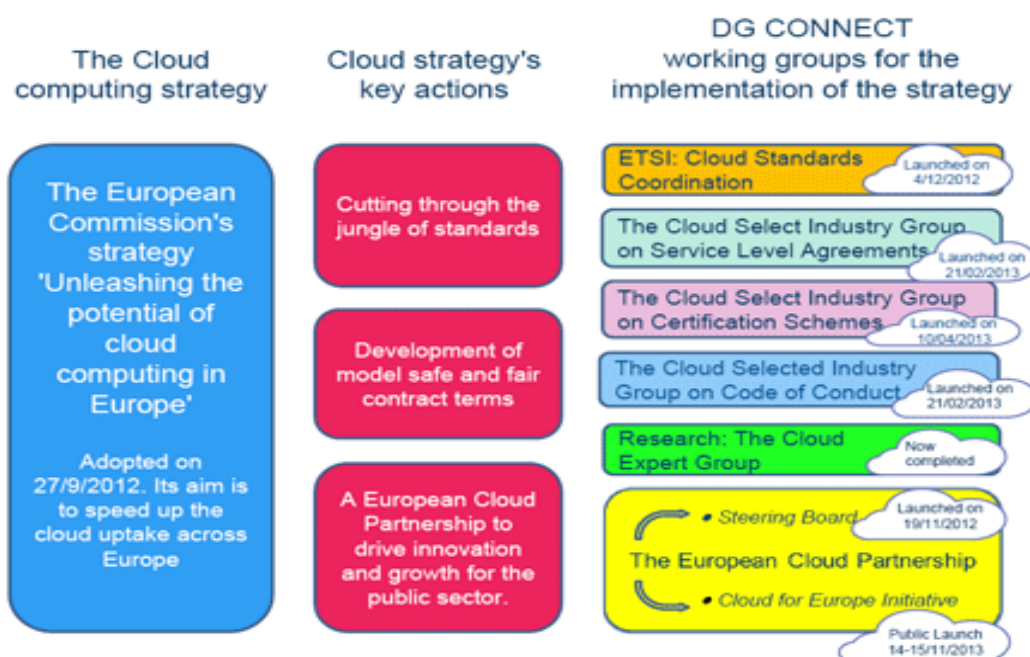 The Cloud
computing strategy
The European
Commission's
strategy
'Unleashing the
potential of
cloud
computing in
Europe'
Adopted on
27/9/2012. Its aim is
to speed up the
cloud uptake across
Europe
Cloud strategy's
key actions
Cutting through the
jungle of standards
Development of
model safe and fair
contract terms
A European Cloud
Partnership to
drive innovation
and growth for the
public sector.
DG CONNECT
working groups for the
implementation of the strategy
ETSI: Cloud Standards
Coordination
Launched on
4/12/2012
The Cloud Select Industry Group
on Service Level Agreements
Launched on
21/02/2013
The Cloud Select Industry Group
on Certification Schemes
Launched on
10/04/2013
The Cloud Selected Industry
Group on Code of Conduct
Launched on
21/02/2013
Research: The Cloud
Expert Group
Now
completed
• Steering Board
Launched on
19/11/2012
The European Cloud Partnership
• Cloud for Europe Initiative
Public Launch
14-15/11/2013